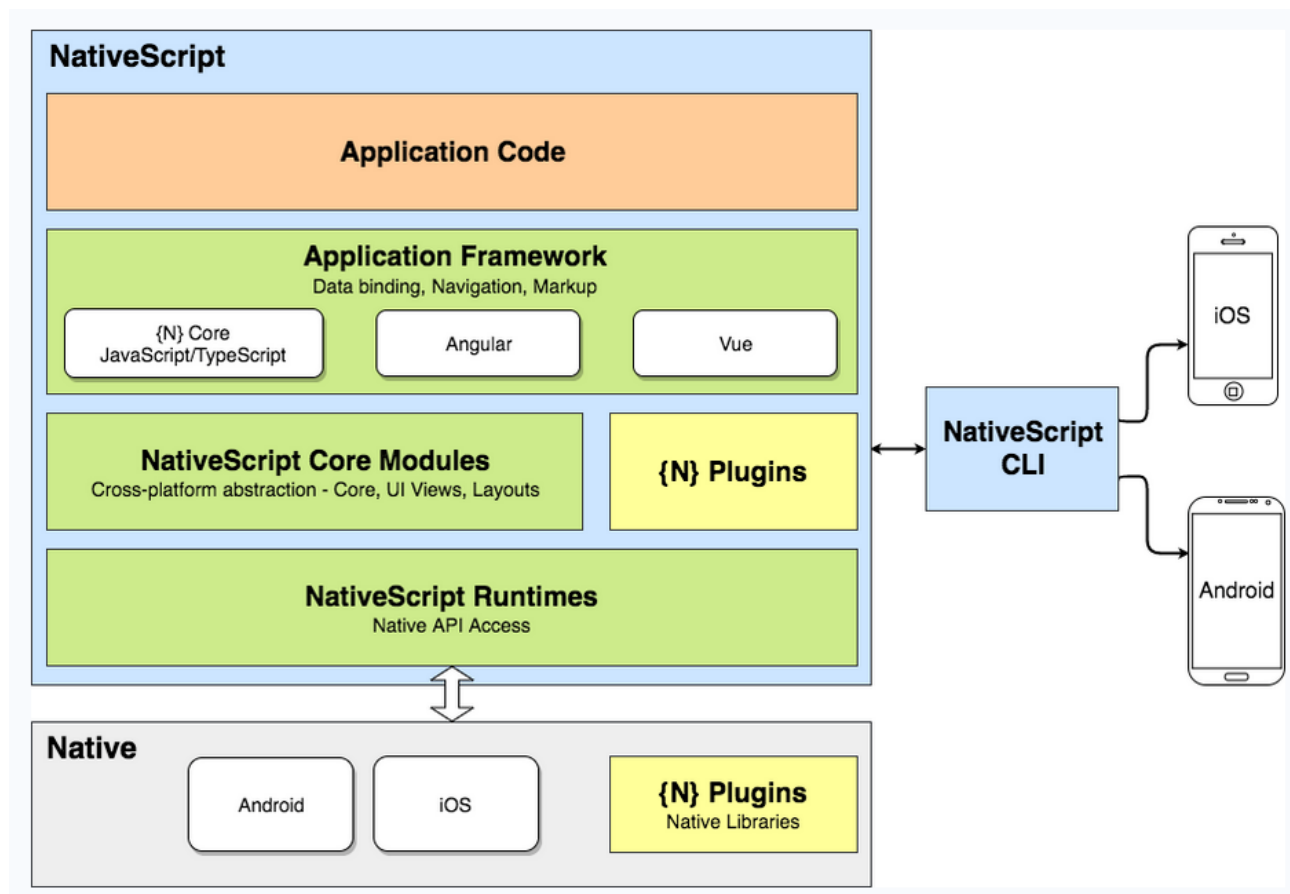 NativeScript
Application Code
Application Framework
Data binding, Navigation, Markup
{N} Core
JavaScript/TypeScript
Angular
Vue
NativeScript Core Modules
Cross-platform abstraction - Core, UI Views, Layouts
{N} Plugins
NativeScript Runtimes
Native API Access
NativeScript
CLI
iOS
Android
Native
Android
iOS
{N} Plugins
Native Libraries